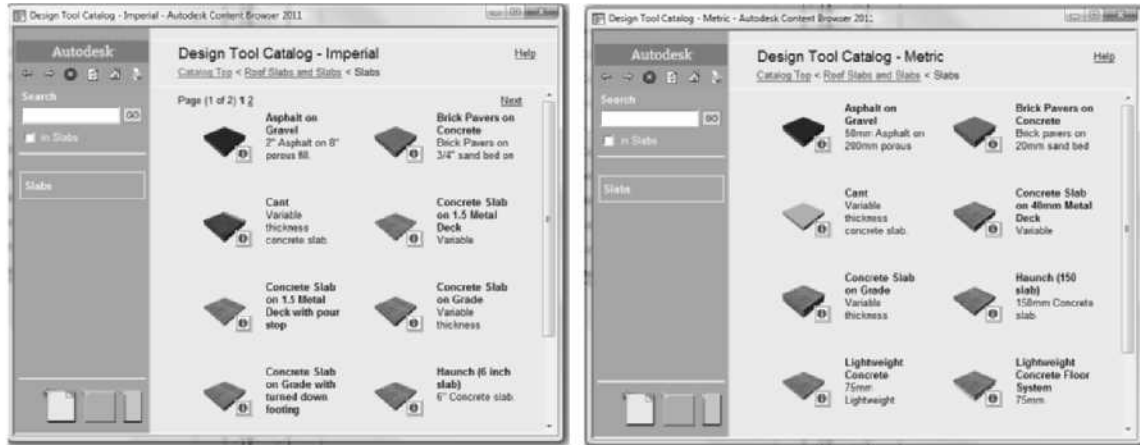 Design Tool Catalog - Imperial - Autodesk Content Browser 2011
Autodesk
Search
GO
in Slabs
Slabs
Design Tool Catalog - Imperial
Help
Catalog Top < Roof Slabs and Slabs < Slabs
Page (1 of 2) 1 2
Next
Asphalt on
Gravel
2" Asphalt on 8"
porous fill.
Brick Pavers on
Concrete
Brick Pavers on
3/4" sand bed on
Cant
Variable
thickness
concrete slab.
Concrete Slab
on 1.5 Metal
Deck
Variable
Concrete Slab
on 1.5 Metal
Deck with pour
stop
Concrete Slab
on Grade
Variable
thickness
Concrete Slab
on Grade with
turned down
footing
Haunch (6 inch
slab)
6" Concrete slab.
Design Tool Catalog - Metric - Autodesk Content Browser 2011
Autodesk
Search
GO
in Slabs
Slabs
Design Tool Catalog - Metric
Help
Catalog Top < Roof Slabs and Slabs < Slabs
Asphalt on
Gravel
50mm Asphalt on
200mm porous
Brick Pavers on
Concrete
Brick pavers on
20mm sand bed
Cant
Variable
thickness
concrete slab.
Concrete Slab
on 40mm Metal
Deck
Variable
Concrete Slab
on Grade
Variable
thickness
Haunch (150
slab)
150mm Concrete
slab.
Lightweight
Concrete
75mm
Lightweight
Lightweight
Concrete Floor
System
75mm